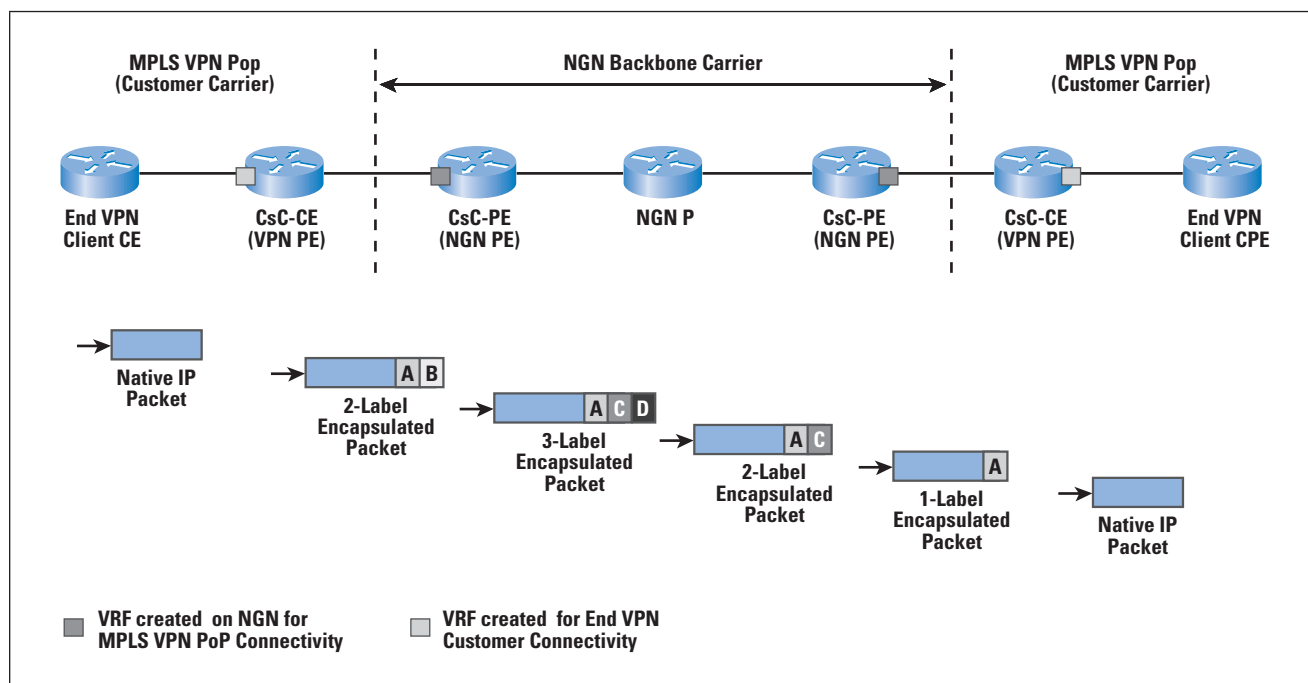 MPLS VPN Pop
(Customer Carrier)
NGN Backbone Carrier
MPLS VPN Pop
(Customer Carrier)
End VPN
Client CE
CsC-CE
(VPN PE)
CsC-PE
(NGN PE)
NGN P
CsC-PE
(NGN PE)
CsC-CE
(VPN PE)
End VPN
Client CPE
Native IP
Packet
A B
2-Label
Encapsulated
Packet
A C D
3-Label
Encapsulated
Packet
A C
2-Label
Encapsulated
Packet
A
1-Label
Encapsulated
Packet
Native IP
Packet
VRF created on NGN for
MPLS VPN PoP Connectivity
VRF created for End VPN
Customer Connectivity